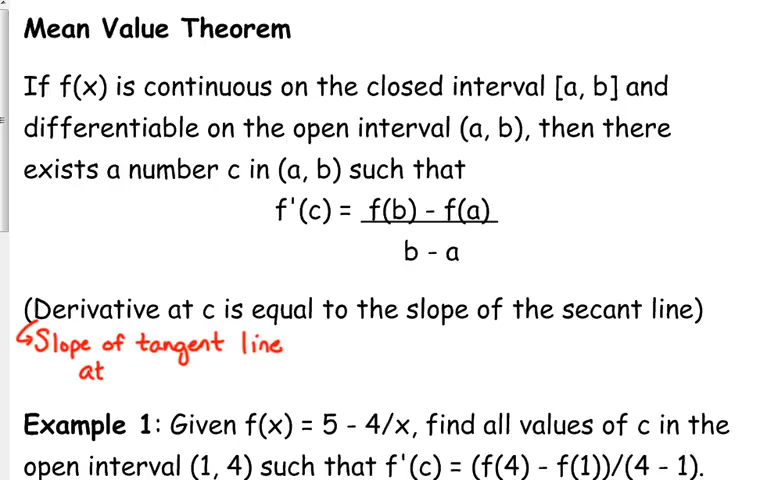 Mean Value Theorem
If f(x) is continuous on the closed interval [a, b] and
differentiable on the open interval (a, b), then there
exists a number c in (a, b) such that
f'(c) = f(b) - f(a)
b - a
(Derivative at c is equal to the slope of the secant line)
Slope of tangent line
at
Example 1: Given f(x) = 5 - 4/x, find all values of c in the
open interval (1, 4) such that f'(c) = (f(4) - f(1))/(4 - 1).